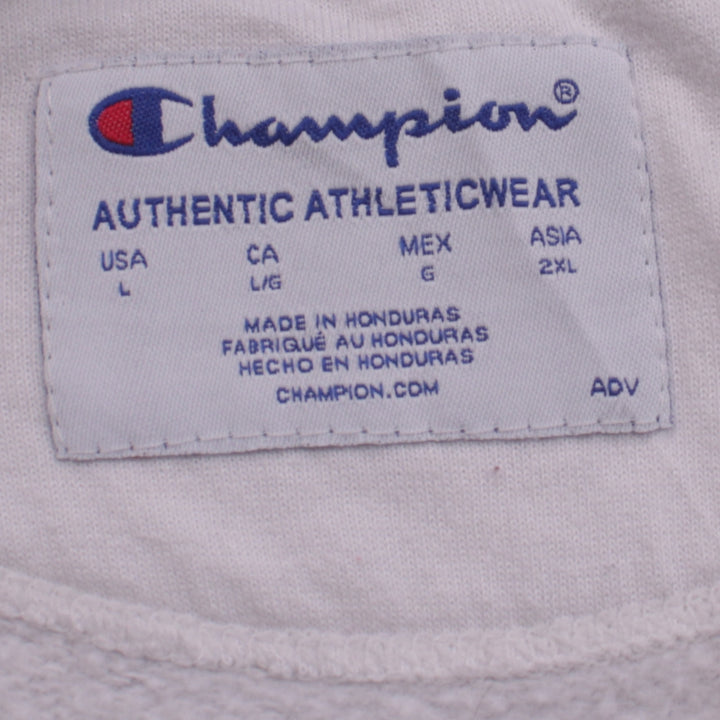 Champion®
AUTHENTIC ATHLETICWEAR
USA CA MEX ASIA
L L/G G 2XL
MADE IN HONDURAS
FABRIQUÉ AU HONDURAS
HECHO EN HONDURAS
CHAMPION.COM ADV